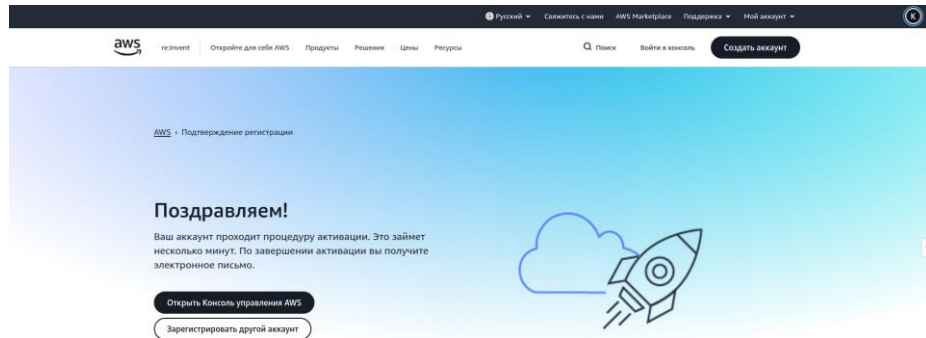 Русский Свяжитесь с нами AWS Marketplace Поддержка Мой аккаунт
K
aws re:Invent Откройте для себя AWS Продукты Решения Цены Ресурсы Поиск Войти в консоль Создать аккаунт
AWS › Подтверждение регистрации
Поздравляем!
Ваш аккаунт проходит процедуру активации. Это займет
несколько минут. По завершении активации вы получите
электронное письмо.
Открыть Консоль управления AWS
Зарегистрировать другой аккаунт